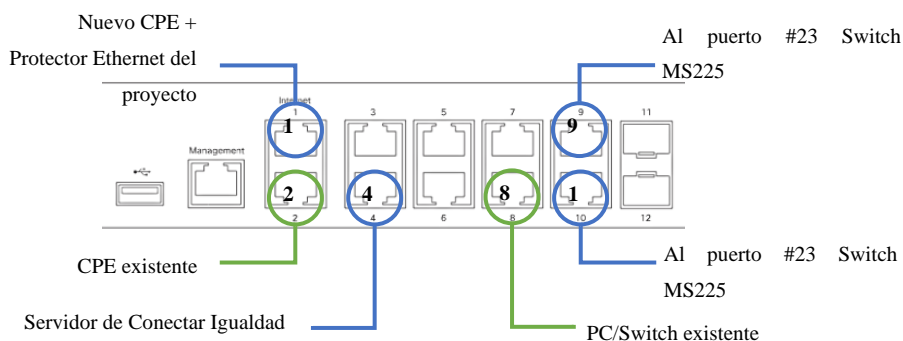 Nuevo CPE +
Protector Ethernet del
proyecto
Al puerto #23 Switch
MS225
Internet
1 3 5 7 9 11
1 9
Management
2 4 8 1
2 4 6 8 10 12
CPE existente
Servidor de Conectar Igualdad
Al puerto #23 Switch
MS225
PC/Switch existente